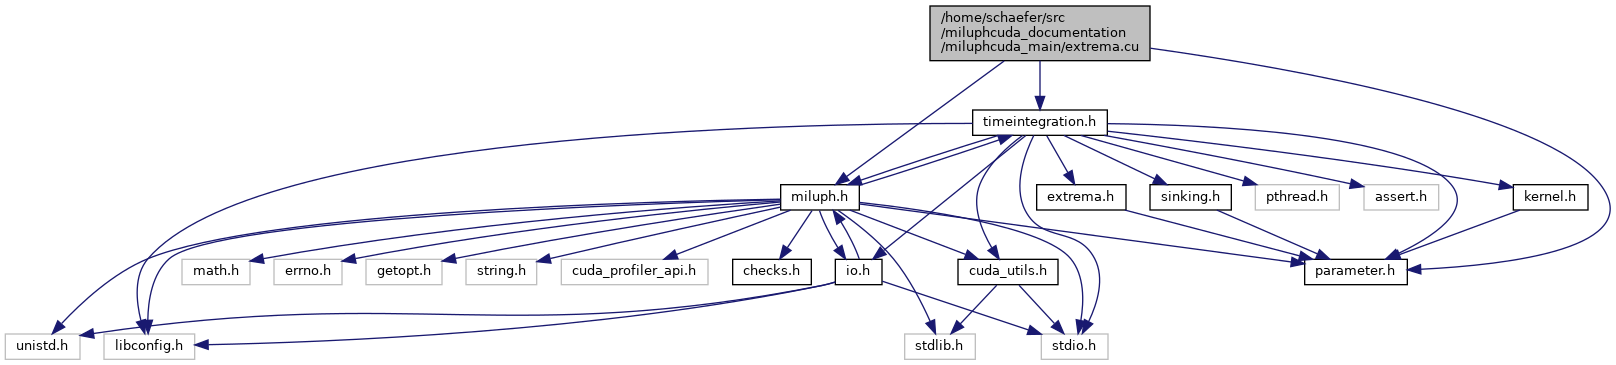 /home/schaefer/src
/miluphcuda_documentation
/miluphcuda_main/extrema.cu
timeintegration.h
miluph.h
extrema.h
sinking.h
pthread.h
assert.h
kernel.h
math.h
errno.h
getopt.h
string.h
cuda_profiler_api.h
checks.h
io.h
cuda_utils.h
parameter.h
unistd.h
libconfig.h
stdlib.h
stdio.h